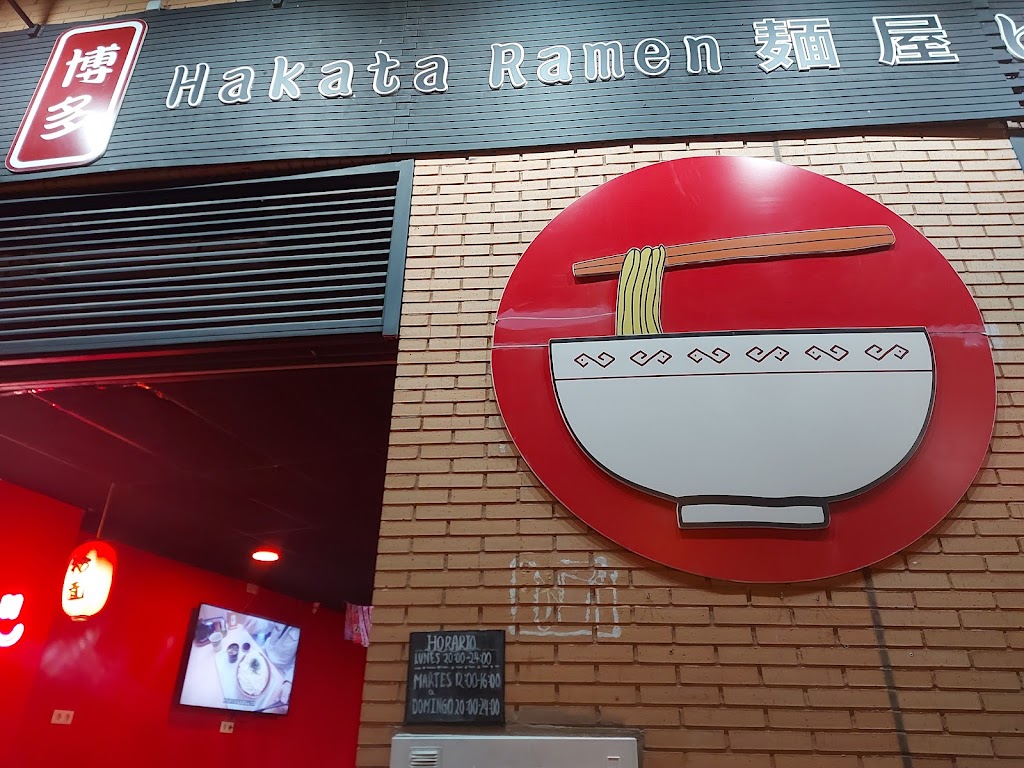 博多
Hakata Ramen 麺屋
HORARIO
LUNES 20:00-24:00
MARTES 12:00-16:00
a
DOMINGO 20:00-24:00